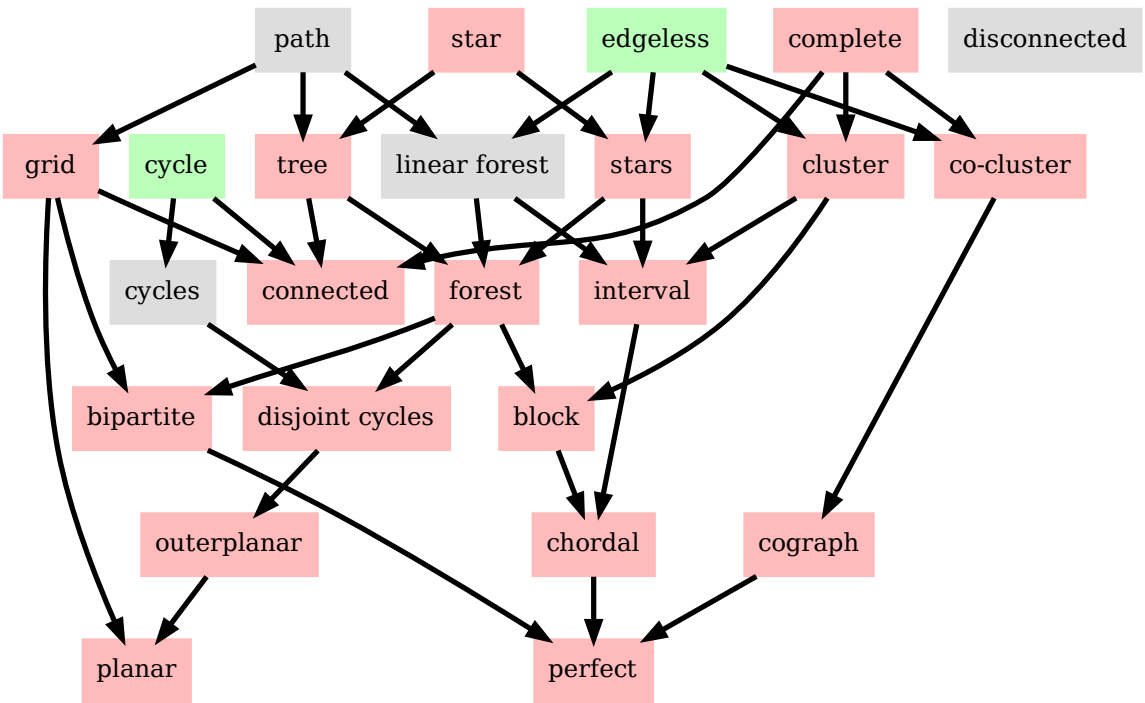 path
star
edgeless
complete
disconnected
grid
cycle
tree
linear forest
stars
cluster
co-cluster
cycles
connected
forest
interval
bipartite
disjoint cycles
block
outerplanar
chordal
cograph
planar
perfect